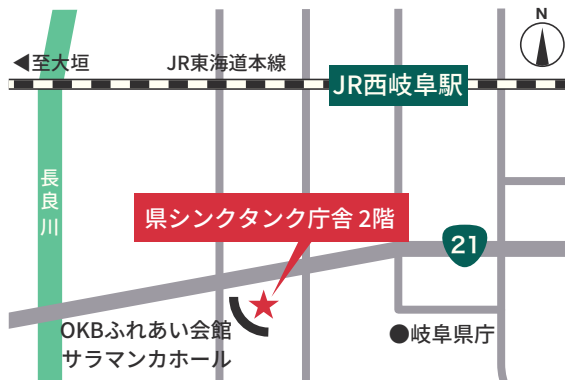 N
◀至大垣
JR東海道本線
JR西岐阜駅
長良川
県シンクタンク庁舎 2階
21
OKBふれあい会館
サラマンカホール
●岐阜県庁